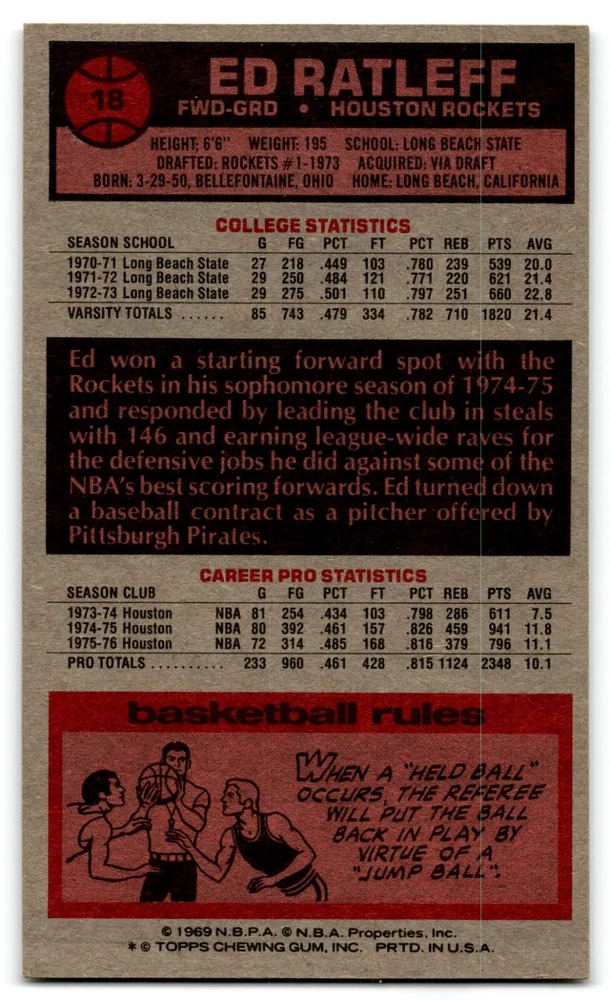 18
ED RATLEFF
FWD-GRD • HOUSTON ROCKETS
HEIGHT: 6'6" WEIGHT: 195 SCHOOL: LONG BEACH STATE
DRAFTED: ROCKETS #1-1973 ACQUIRED: VIA DRAFT
BORN: 3-29-50, BELLEFONTAINE, OHIO HOME: LONG BEACH, CALIFORNIA
COLLEGE STATISTICS
SEASON SCHOOL G FG PCT FT PCT REB PTS AVG
1970-71 Long Beach State 27 218 .449 103 .780 239 539 20.0
1971-72 Long Beach State 29 250 .484 121 .771 220 621 21.4
1972-73 Long Beach State 29 275 .501 110 .797 251 660 22.8
VARSITY TOTALS ...... 85 743 .479 334 .782 710 1820 21.4
Ed won a starting forward spot with the
Rockets in his sophomore season of 1974-75
and responded by leading the club in steals
with 146 and earning league-wide raves for
the defensive jobs he did against some of the
NBA's best scoring forwards. Ed turned down
a baseball contract as a pitcher offered by
Pittsburgh Pirates.
CAREER PRO STATISTICS
SEASON CLUB G FG PCT FT PCT REB PTS AVG
1973-74 Houston NBA 81 254 .434 103 .798 286 611 7.5
1974-75 Houston NBA 80 392 .461 157 .826 459 941 11.8
1975-76 Houston NBA 72 314 .485 168 .816 379 796 11.1
PRO TOTALS .......... 233 960 .461 428 .815 1124 2348 10.1
basketball rules
WHEN A "HELD BALL"
OCCURS, THE REFEREE
WILL PUT THE BALL
BACK IN PLAY BY
VIRTUE OF A
"JUMP BALL".
© 1969 N.B.P.A. © N.B.A. Properties, Inc.
* © TOPPS CHEWING GUM, INC. PRTD. IN U.S.A.